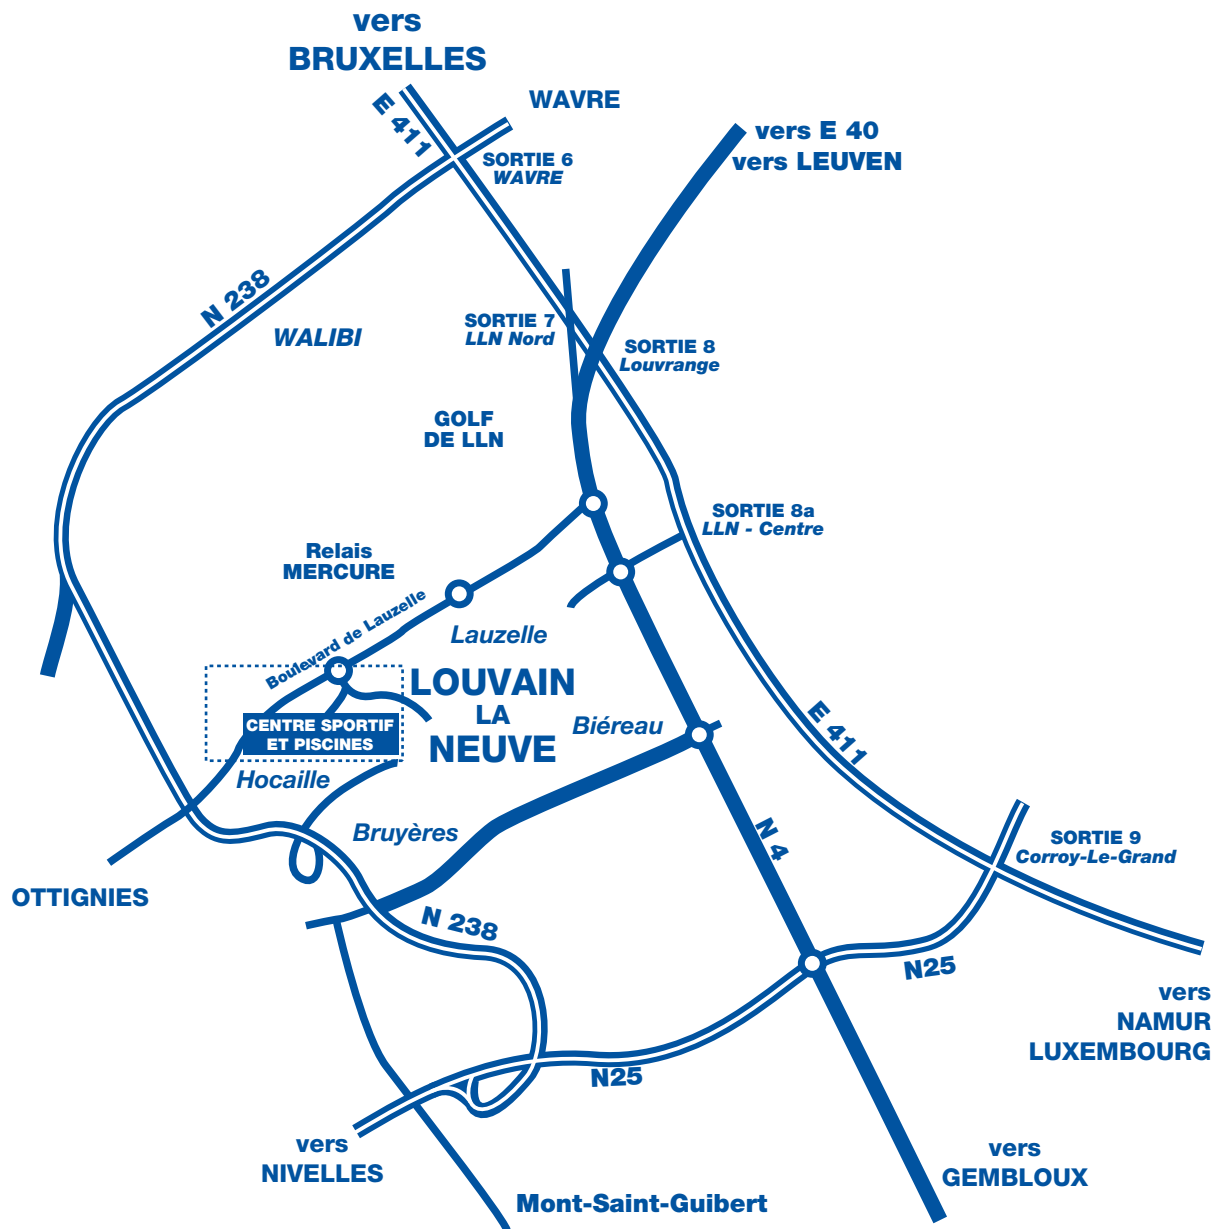 vers
BRUXELLES
WAVRE
E 411
vers E 40
vers LEUVEN
SORTIE 6
WAVRE
N 238
WALIBI
SORTIE 7
LLN Nord
SORTIE 8
Louvrange
GOLF
DE LLN
SORTIE 8a
LLN - Centre
Relais
MERCURE
Boulevard de Lauzelle
Lauzelle
LOUVAIN
LA
NEUVE
Biéreau
CENTRE SPORTIF
ET PISCINES
Hocaille
E 411
Bruyères
N 4
SORTIE 9
Corroy-Le-Grand
OTTIGNIES
N 238
N25
vers
NAMUR
LUXEMBOURG
N25
vers
NIVELLES
vers
GEMBLOUX
Mont-Saint-Guibert